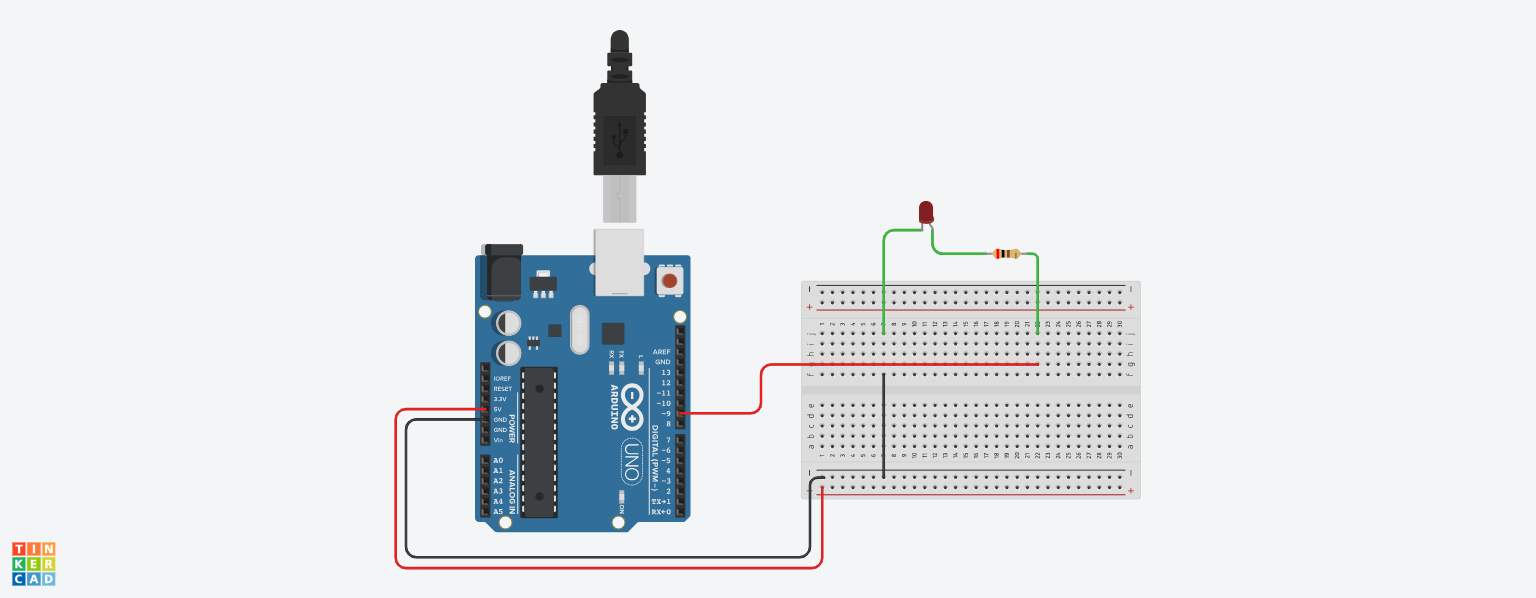 AREF
GND
13
12
~11
~10
~9
8
7
~6
~5
4
~3
2
TX→1
RX←0
IOREF
RESET
3.3V
5V
GND
GND
Vin
A0
A1
A2
A3
A4
A5
POWER
ANALOG IN
DIGITAL (PWM~)
RX
TX
L
ON
ARDUINO
UNO
- +
1 2 3 4 5 6 7 8 9 10 11 12 13 14 15 16 17 18 19 20 21 22 23 24 25 26 27 28 29 30
j j
i i
h h
g g
f f
e e
d d
c c
b b
a a
1 2 3 4 5 6 7 8 9 10 11 12 13 14 15 16 17 18 19 20 21 22 23 24 25 26 27 28 29 30
- +
TIN
KER
CAD